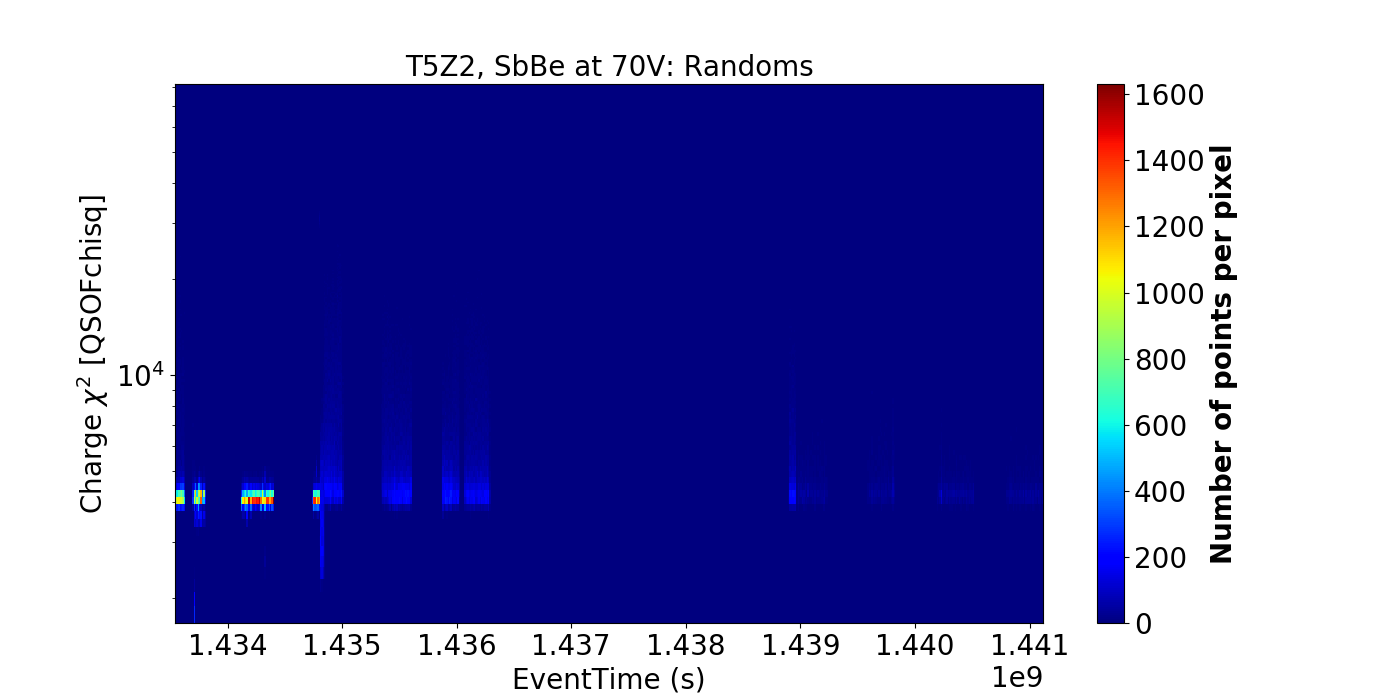 T5Z2, SbBe at 70V: Randoms
Charge χ² [QSOFchisq]
10⁴
1.434 1.435 1.436 1.437 1.438 1.439 1.440 1.441
1e9
EventTime (s)
1600
1400
1200
1000
800
600
400
200
0
Number of points per pixel